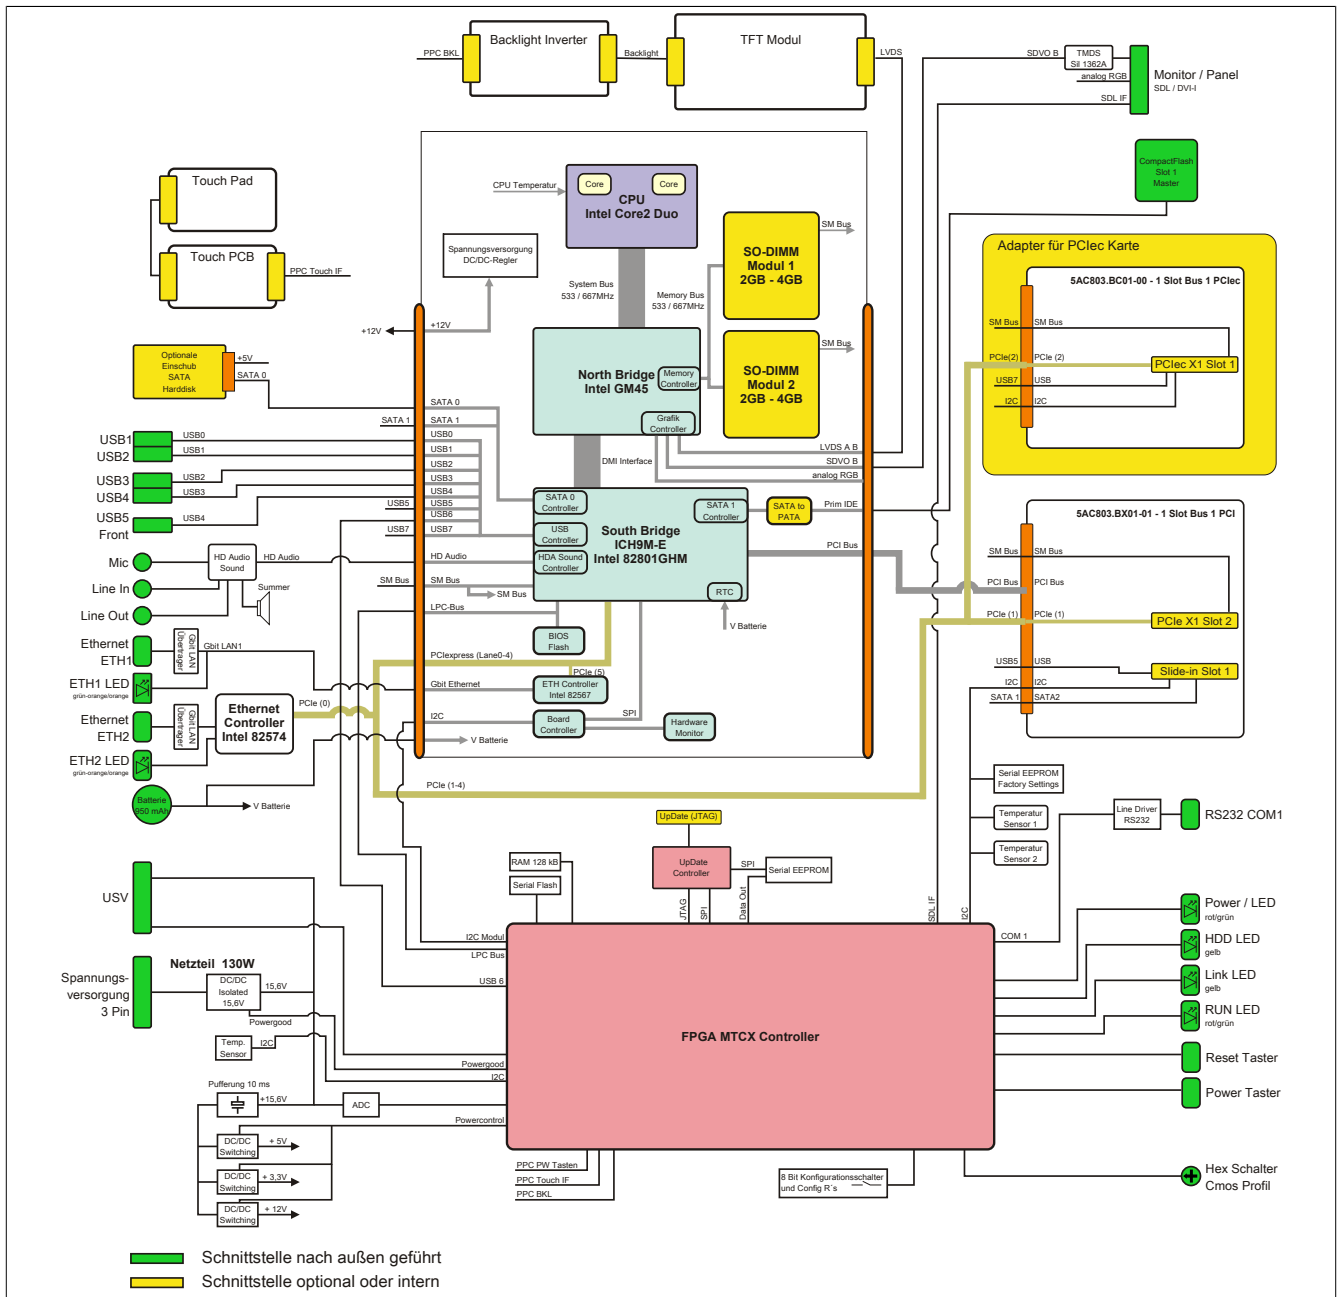 Backlight Inverter
TFT Modul
PPC BKL
Backlight
LVDS
SDVO B
TMDS
Sil 1362A
analog RGB
SDL IF
Monitor / Panel
SDL / DVI-I
CompactFlash
Slot 1
Master
Touch Pad
Touch PCB
PPC Touch IF
CPU Temperatur
Core
Core
CPU
Intel Core2 Duo
Spannungsversorgung
DC/DC-Regler
System Bus
533 / 667MHz
Memory Bus
533 / 667MHz
SO-DIMM
Modul 1
2GB - 4GB
SM Bus
SO-DIMM
Modul 2
2GB - 4GB
SM Bus
Adapter für PCIec Karte
5AC803.BC01-00 - 1 Slot Bus 1 PCIec
SM Bus
SM Bus
PCIe(2)
PCIe (2)
PCIec X1 Slot 1
USB7
USB
I2C
I2C
+12V
+12V
Optionale
Einschub
SATA
Harddisk
+5V
SATA 0
North Bridge
Intel GM45
Memory
Controller
Grafik
Controller
SATA 0
SATA 1
SATA 1
USB0
USB1
USB2
USB3
USB4
USB5
USB5
USB6
USB7
USB7
USB1
USB0
USB2
USB1
USB3
USB2
USB4
USB3
USB5
Front
USB4
DMI Interface
LVDS A B
SDVO B
analog RGB
SATA 0
Controller
USB
Controller
HDA Sound
Controller
South Bridge
ICH9M-E
Intel 82801GHM
SATA 1
Controller
SATA to
PATA
Prim IDE
RTC
PCI Bus
V Batterie
5AC803.BX01-01 - 1 Slot Bus 1 PCI
SM Bus
SM Bus
PCI Bus
PCI Bus
PCIe (1)
PCIe (1)
PCIe X1 Slot 2
USB5
USB
Slide-in Slot 1
I2C
I2C
SATA 1
SATA2
Mic
Line In
Line Out
HD Audio
Sound
HD Audio
Summer
HD Audio
SM Bus
SM Bus
SM Bus
LPC-Bus
BIOS
Flash
PCIexpress (Lane0-4)
PCIe (5)
Gbit Ethernet
ETH Controller
Intel 82567
I2C
Board
Controller
SPI
Hardware
Monitor
V Batterie
Ethernet
ETH1
Gbit LAN
Übertrager
Gbit LAN1
ETH1 LED
grün-orange/orange
Ethernet
ETH2
Gbit LAN
Übertrager
Ethernet
Controller
Intel 82574
PCIe (0)
ETH2 LED
grün-orange/orange
Batterie
950 mAh
V Batterie
PCIe (1-4)
Serial EEPROM
Factory Settings
Temperatur
Sensor 1
Temperatur
Sensor 2
Line Driver
RS232
RS232 COM1
UpDate (JTAG)
UpDate
Controller
SPI
Serial EEPROM
RAM 128 kB
Serial Flash
JTAG
SPI
Data Out
SDL IF
I2C
USV
I2C Modul
LPC Bus
USB 6
COM 1
Power / LED
rot/grün
HDD LED
gelb
Link LED
gelb
RUN LED
rot/grün
Reset Taster
Power Taster
Hex Schalter
Cmos Profil
Spannungs-
versorgung
3 Pin
Netzteil 130W
DC/DC
Isolated
15,6V
15,6V
Powergood
Temp.
Sensor
I2C
FPGA MTCX Controller
Powergood
I2C
Powercontrol
Pufferung 10 ms
+15,6V
ADC
DC/DC
Switching
+ 5V
DC/DC
Switching
+ 3,3V
DC/DC
Switching
+ 12V
PPC PW Tasten
PPC Touch IF
PPC BKL
8 Bit Konfigurationsschalter
und Config R´s
Schnittstelle nach außen geführt
Schnittstelle optional oder intern